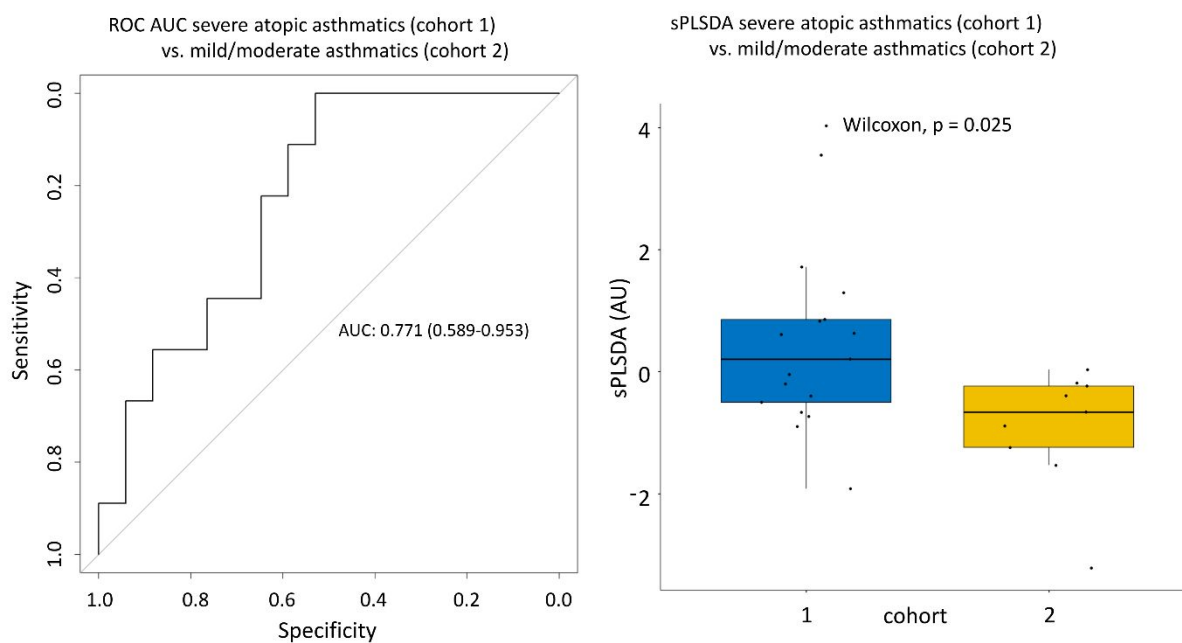 ROC AUC severe atopic asthmatics (cohort 1)
vs. mild/moderate asthmatics (cohort 2)
0.0
0.2
0.4
0.6
0.8
1.0
Sensitivity
AUC: 0.771 (0.589-0.953)
1.0 0.8 0.6 0.4 0.2 0.0
Specificity
sPLSDA severe atopic asthmatics (cohort 1)
vs. mild/moderate asthmatics (cohort 2)
Wilcoxon, p = 0.025
4
2
0
-2
sPLSDA (AU)
1 cohort 2